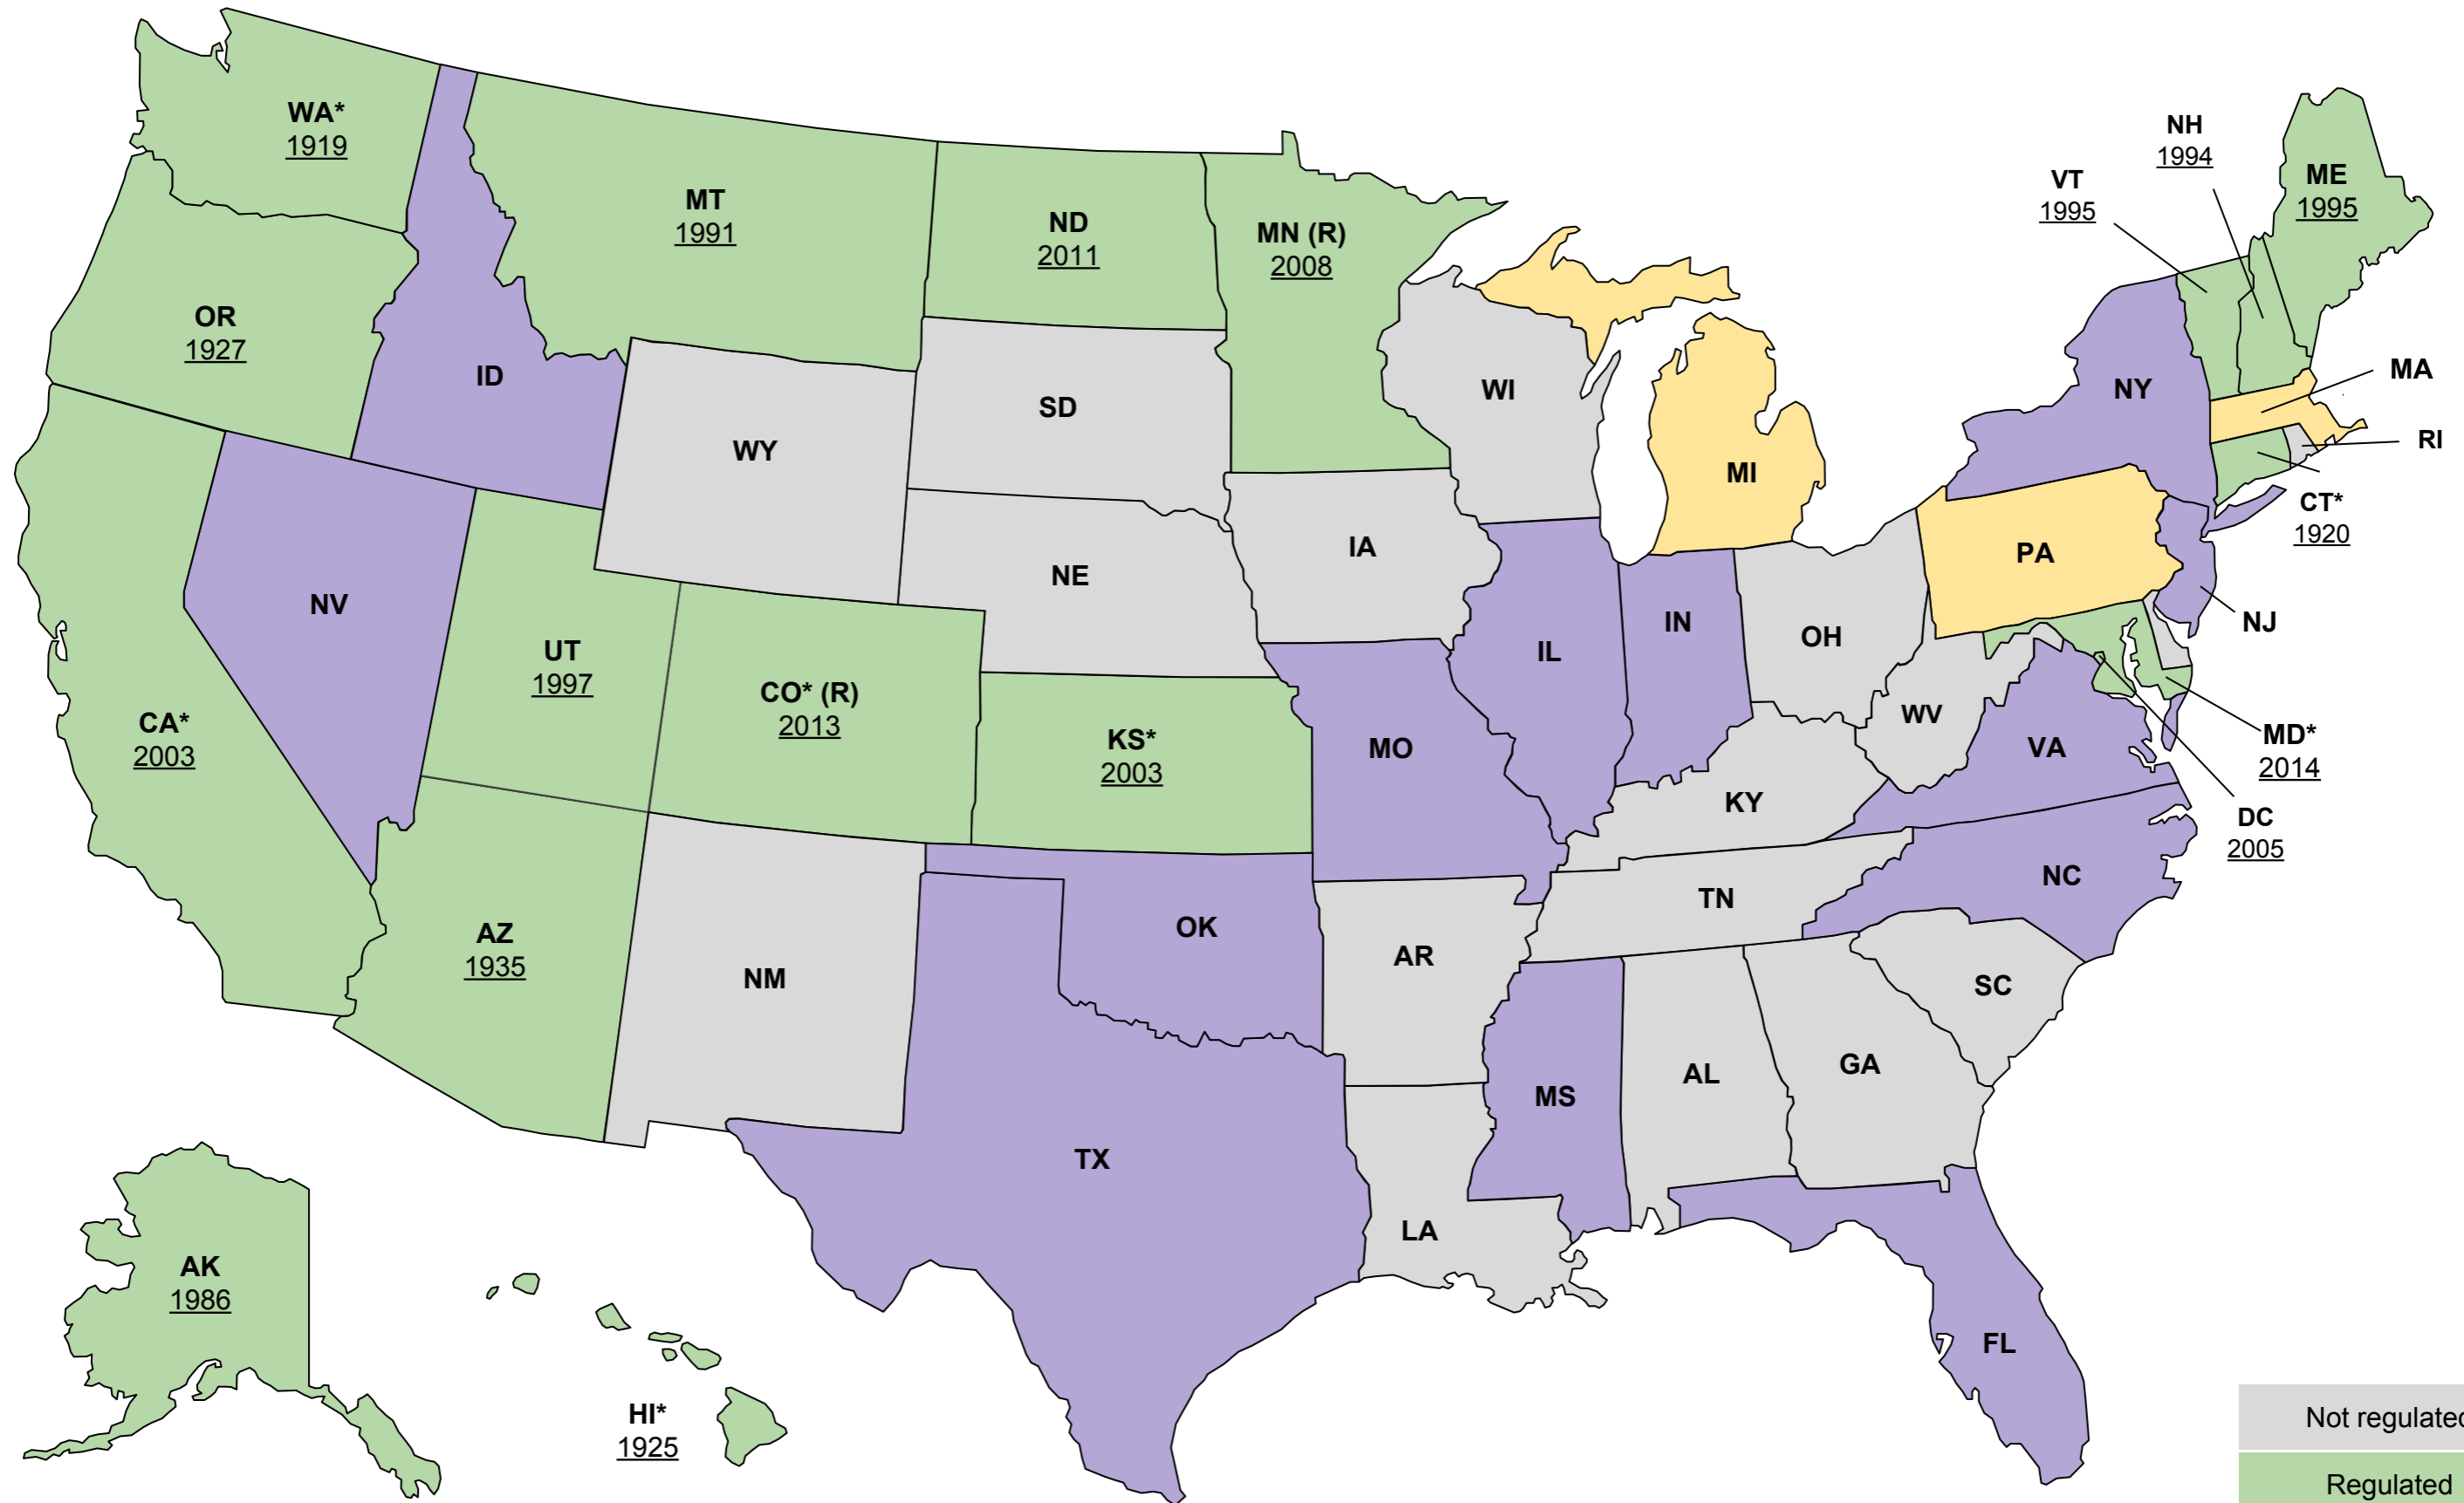 WA*
1919
OR
1927
CA*
2003
ID
NV
MT
1991
WY
UT
1997
CO* (R)
2013
AZ
1935
NM
ND
2011
SD
NE
KS*
2003
OK
TX
MN (R)
2008
IA
MO
AR
LA
WI
IL
MI
IN
OH
KY
TN
MS
AL
GA
FL
SC
NC
VA
WV
PA
NY
VT
1995
NH
1994
ME
1995
MA
RI
CT*
1920
NJ
MD*
2014
DC
2005
AK
1986
HI*
1925
Not regulated
Regulated